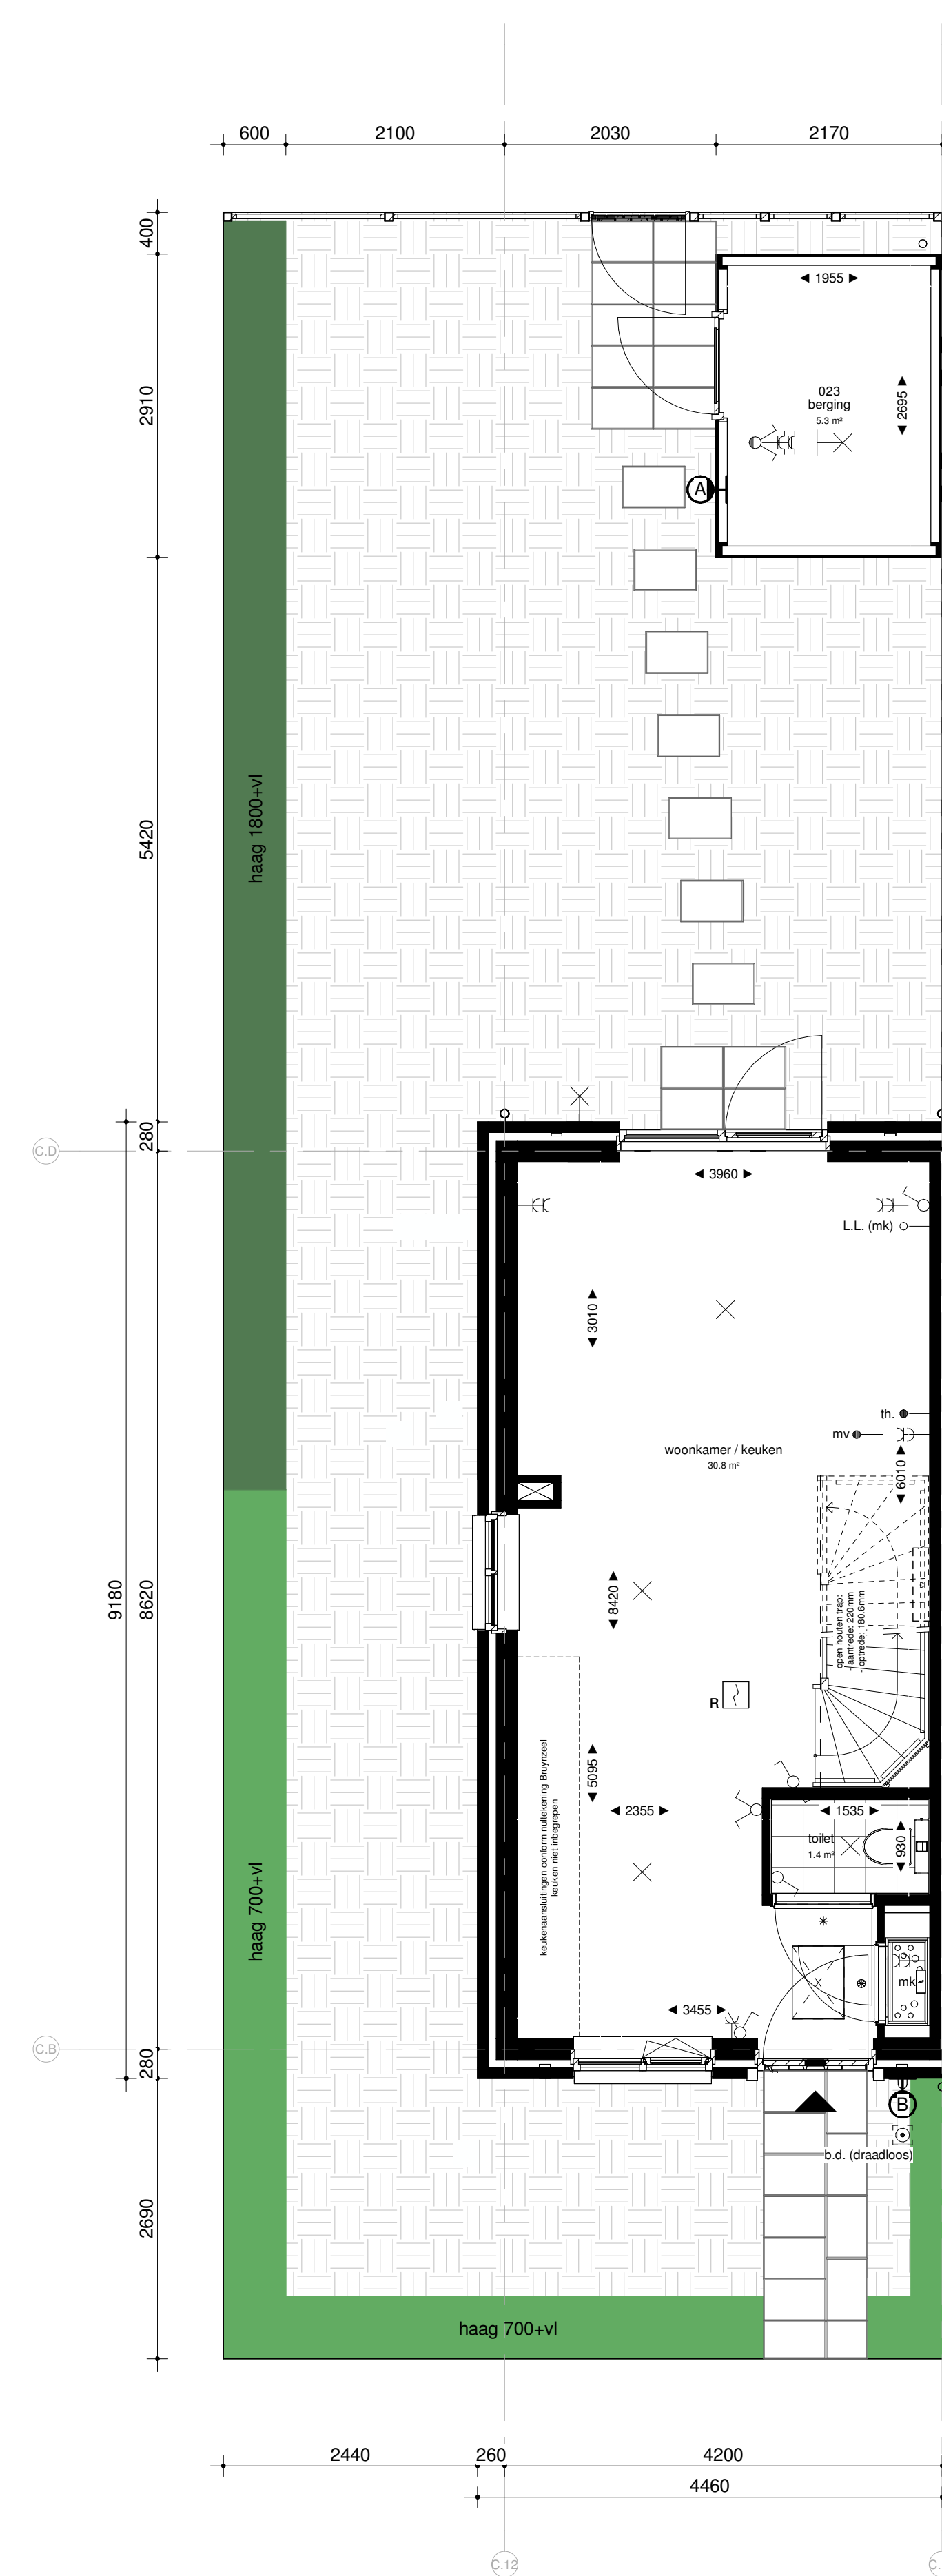 600
2100
2030
2170
400
1955
2910
023
berging
5.3 m²
2695
A
haag 1800+vl
5420
280
C.D
3960
L.L. (mk)
3010
th.
mv
woonkamer / keuken
30.8 m²
6010
9180
8620
8420
open houten trap:
- aantrede: 220mm
- optrede: 180.6mm
R
keukenaansluitingen conform nultekening Bruynzeel
keuken niet inbegrepen
5095
2355
1535
toilet
1.4 m²
930
haag 700+vl
mk
3455
C.B
280
B
b.d. (draadloos)
2690
haag 700+vl
2440
260
4200
4460
C.12
C.